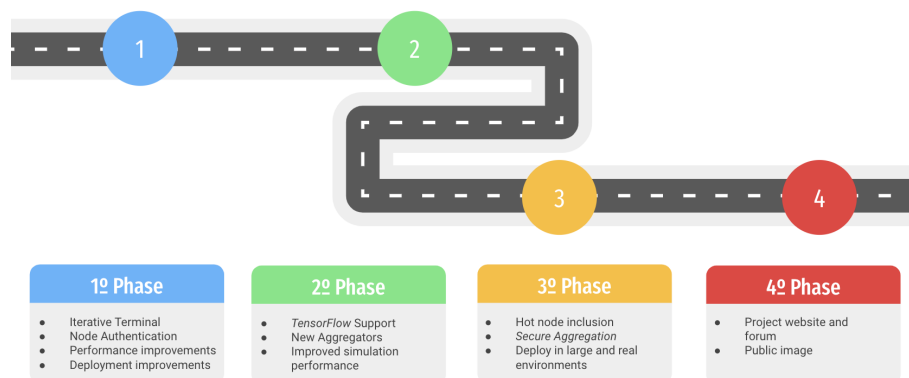 1
2
3
4
1º Phase
● Iterative Terminal
● Node Authentication
● Performance improvements
● Deployment improvements
2º Phase
● TensorFlow Support
● New Aggregators
● Improved simulation
performance
3º Phase
● Hot node inclusion
● Secure Aggregation
● Deploy in large and real
environments
4º Phase
● Project website and
forum
● Public image